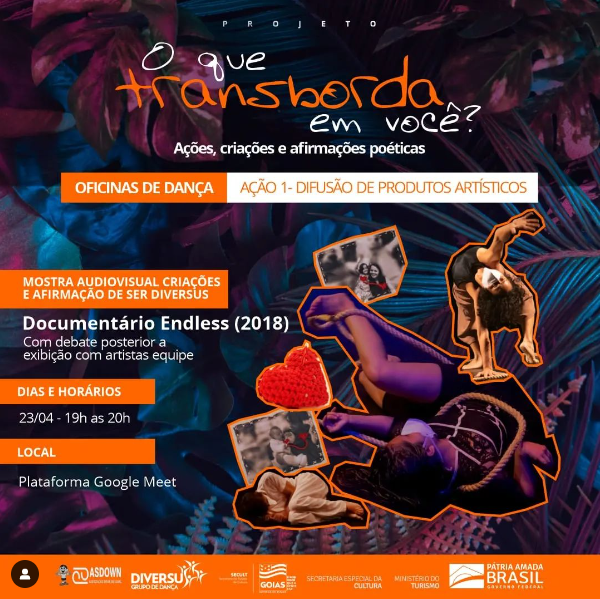 PROJETO
O que
transborda
em você?
Ações, criações e afirmações poéticas
OFICINAS DE DANÇA
AÇÃO 1- DIFUSÃO DE PRODUTOS ARTÍSTICOS
MOSTRA AUDIOVISUAL CRIAÇÕES
E AFIRMAÇÃO DE SER DIVERSUS
Documentário Endless (2018)
Com debate posterior a
exibição com artistas equipe
DIAS E HORÁRIOS
23/04 - 19h as 20h
LOCAL
Plataforma Google Meet
ASDOWN
DIVERSU
GRUPO DE DANÇA
GOIÁS
SECRETARIA ESPECIAL DA
CULTURA
MINISTÉRIO DO
TURISMO
PÁTRIA AMADA
BRASIL
GOVERNO FEDERAL